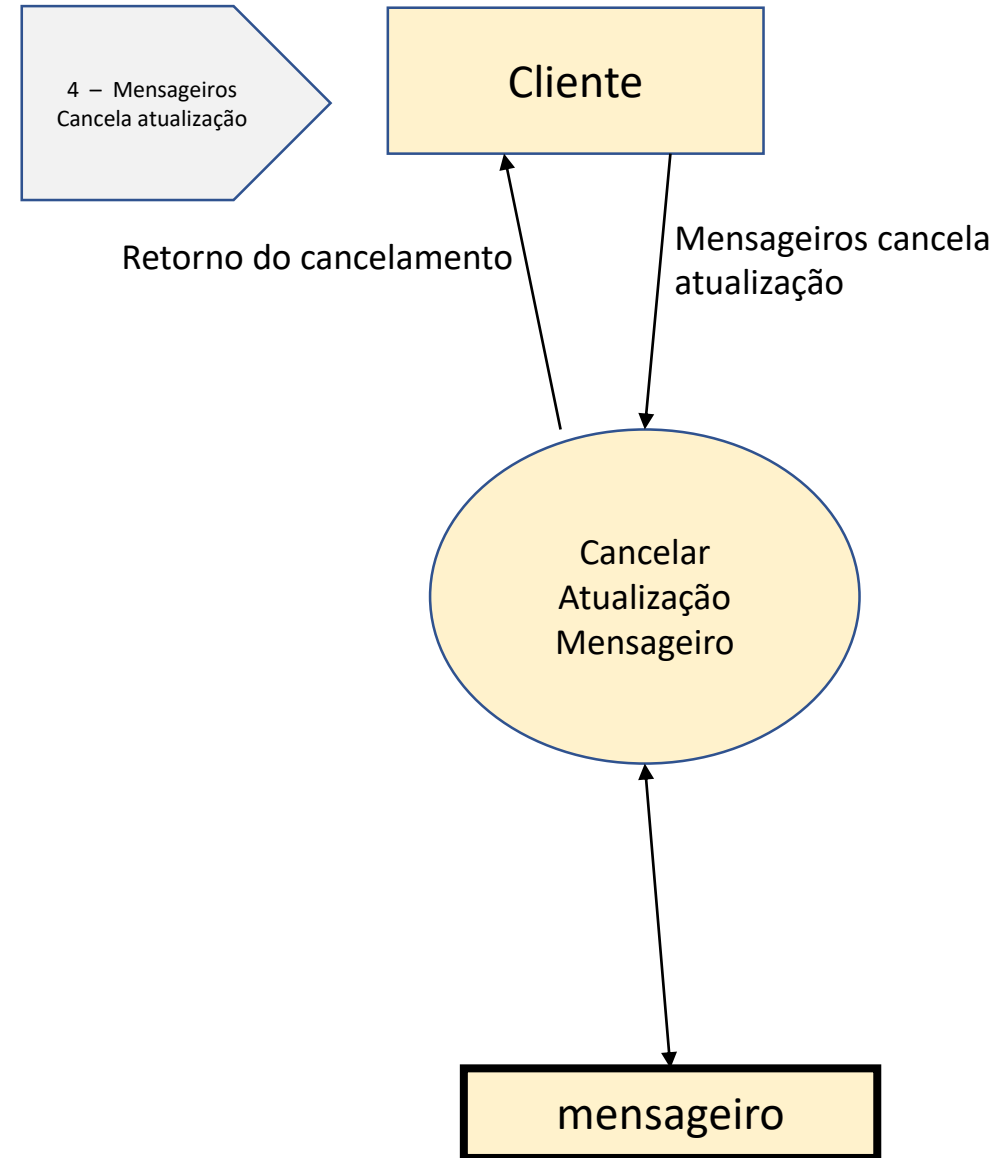 4 – Mensageiros
Cancela atualização
Cliente
Retorno do cancelamento
Mensageiros cancela
atualização
Cancelar
Atualização
Mensageiro
mensageiro